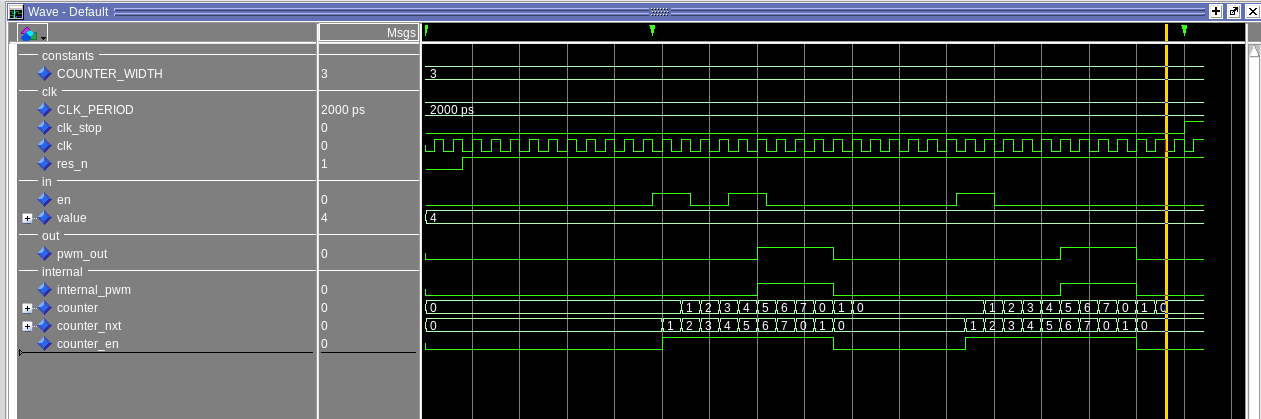 Wave - Default
Msgs
constants
COUNTER_WIDTH 3 3
clk
CLK_PERIOD 2000 ps 2000 ps
clk_stop 0
clk 0
res_n 1
in
en 0
value 4 4
out
pwm_out 0
internal
internal_pwm 0
counter 0 0 1 2 3 4 5 6 7 0 1 0 1 2 3 4 5 6 7 0 1 0
counter_nxt 0 0 1 2 3 4 5 6 7 0 1 0 1 2 3 4 5 6 7 0 1 0
counter_en 0